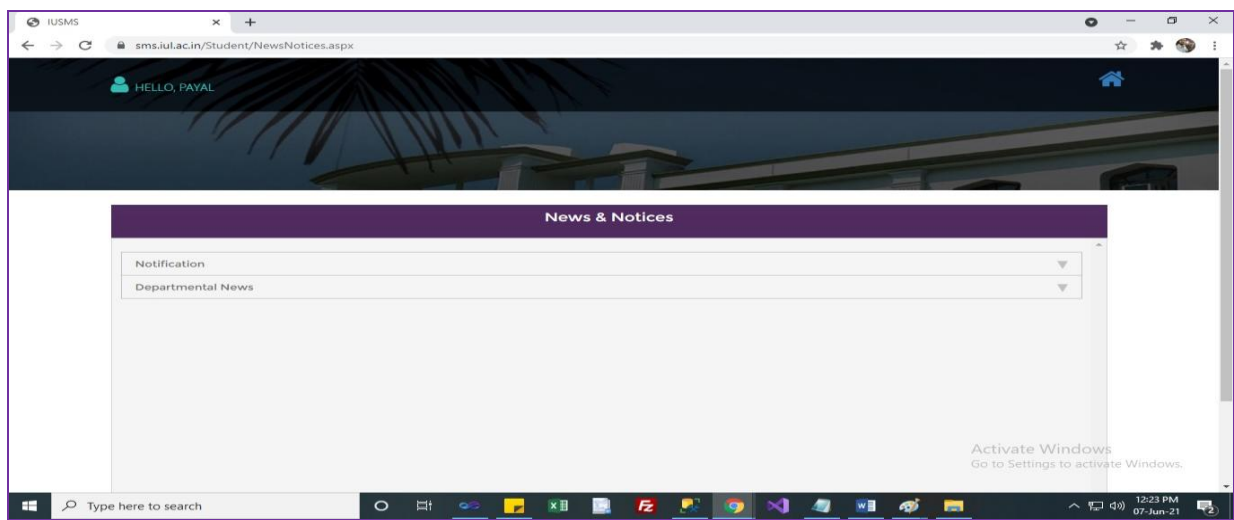 IUSMS
sms.iul.ac.in/Student/NewsNotices.aspx
HELLO, PAYAL
News & Notices
Notification
Departmental News
Activate Windows
Go to Settings to activate Windows.
Type here to search
12:23 PM
07-Jun-21
2